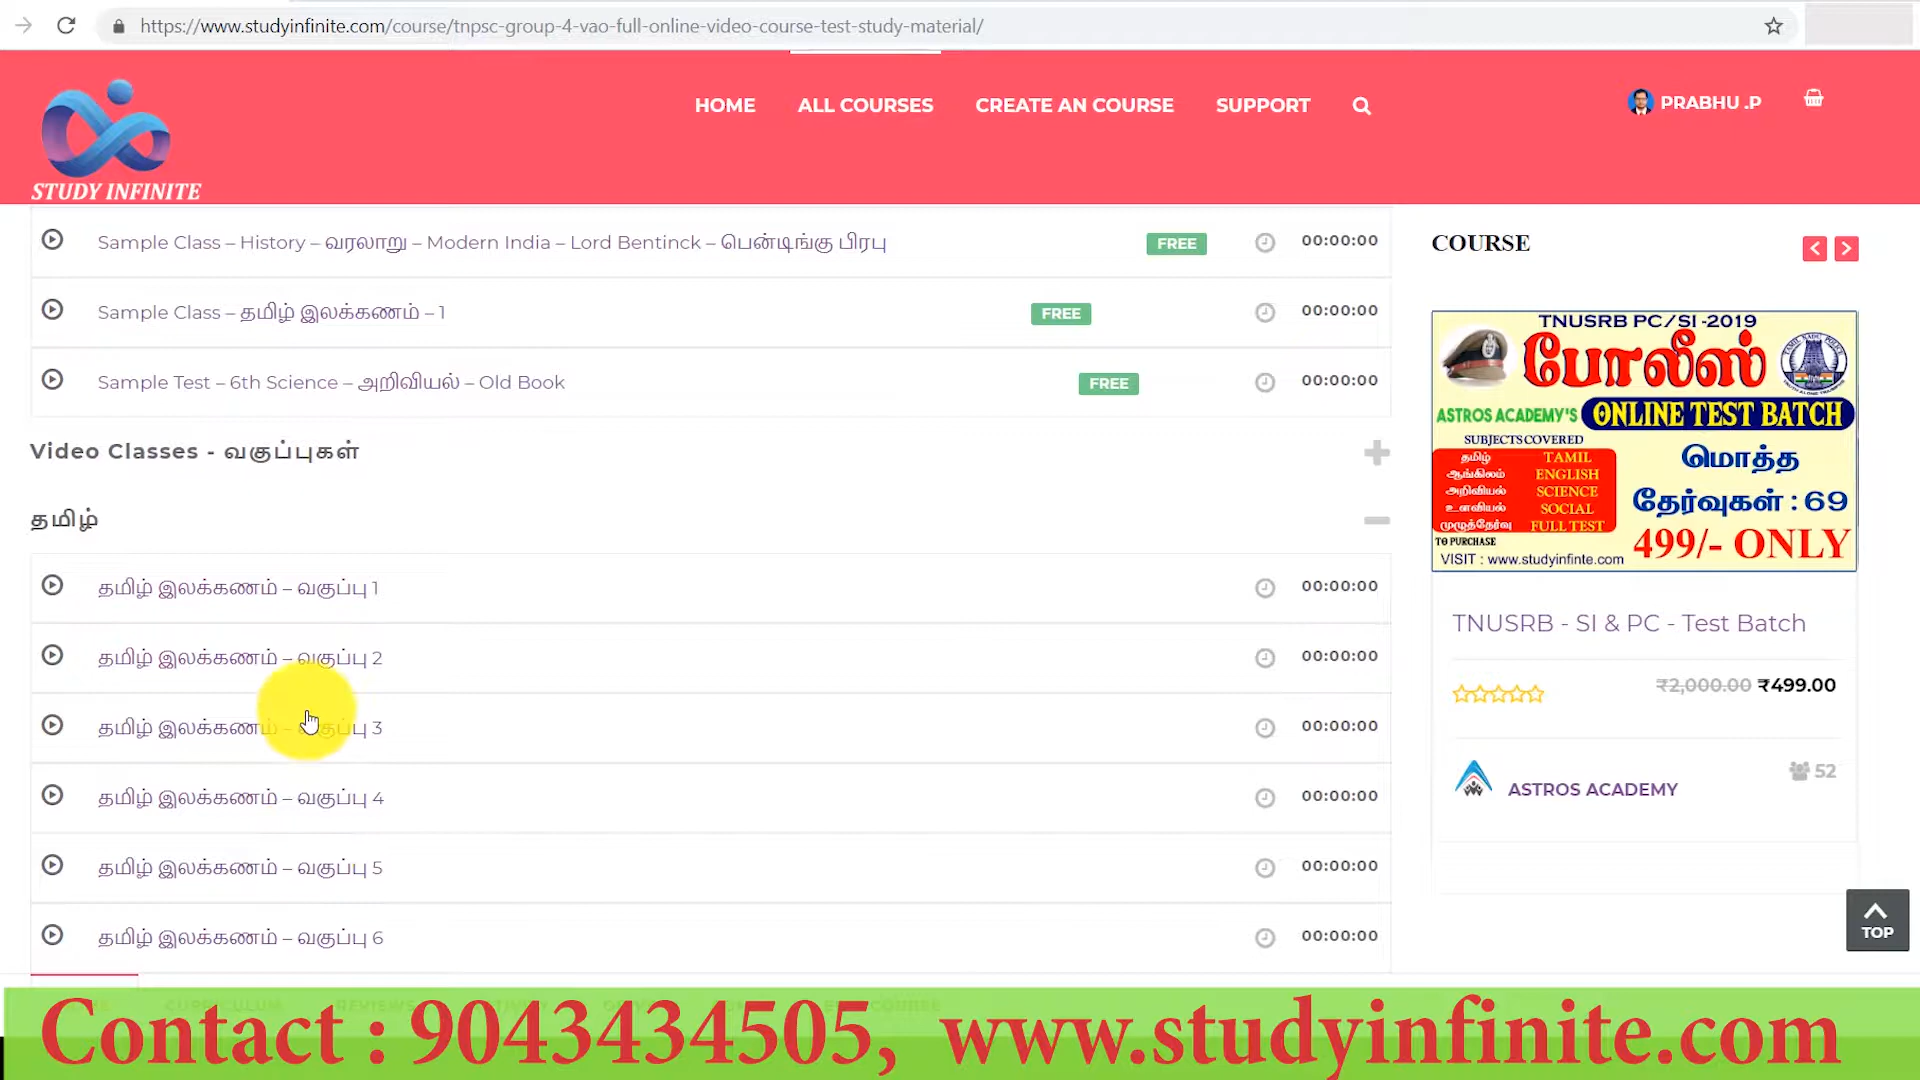 https://www.studyinfinite.com/course/tnpsc-group-4-vao-full-online-video-course-test-study-material/
STUDY INFINITE
HOME
ALL COURSES
CREATE AN COURSE
SUPPORT
PRABHU .P
Sample Class – History – வரலாறு – Modern India – Lord Bentinck – பென்டிங்கு பிரபு FREE 00:00:00
Sample Class – தமிழ் இலக்கணம் – 1 FREE 00:00:00
Sample Test – 6th Science – அறிவியல் – Old Book FREE 00:00:00
Video Classes - வகுப்புகள்
தமிழ்
தமிழ் இலக்கணம் – வகுப்பு 1 00:00:00
தமிழ் இலக்கணம் – வகுப்பு 2 00:00:00
தமிழ் இலக்கணம் – வகுப்பு 3 00:00:00
தமிழ் இலக்கணம் – வகுப்பு 4 00:00:00
தமிழ் இலக்கணம் – வகுப்பு 5 00:00:00
தமிழ் இலக்கணம் – வகுப்பு 6 00:00:00
COURSE
TNUSRB PC/SI -2019
போலீஸ்
ASTROS ACADEMY'S ONLINE TEST BATCH
SUBJECTS COVERED
தமிழ் TAMIL
ஆங்கிலம் ENGLISH
அறிவியல் SCIENCE
உளவியல் SOCIAL
முழுத்தேர்வு FULL TEST
மொத்த
தேர்வுகள் : 69
499/- ONLY
TO PURCHASE
VISIT : www.studyinfinte.com
TNUSRB - SI & PC - Test Batch
₹2,000.00 ₹499.00
ASTROS ACADEMY
52
TOP
CURRICULUM
REVIEWS
Contact : 9043434505, www.studyinfinite.com